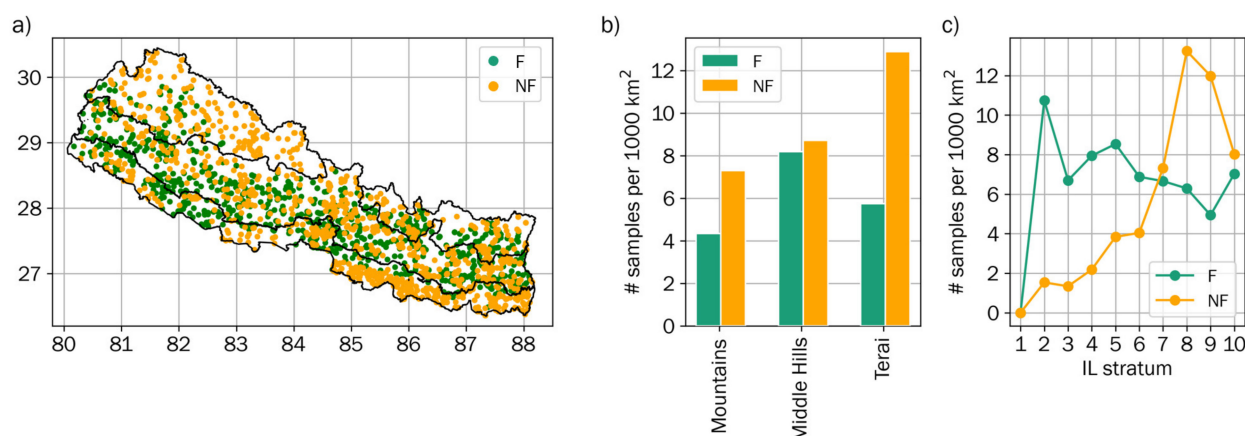 a)
F
NF
30
29
28
27
80 81 82 83 84 85 86 87 88
b)
# samples per 1000 km²
12
10
8
6
4
2
0
F
NF
Mountains
Middle Hills
Terai
c)
# samples per 1000 km²
12
10
8
6
4
2
0
F
NF
1 2 3 4 5 6 7 8 9 10
IL stratum